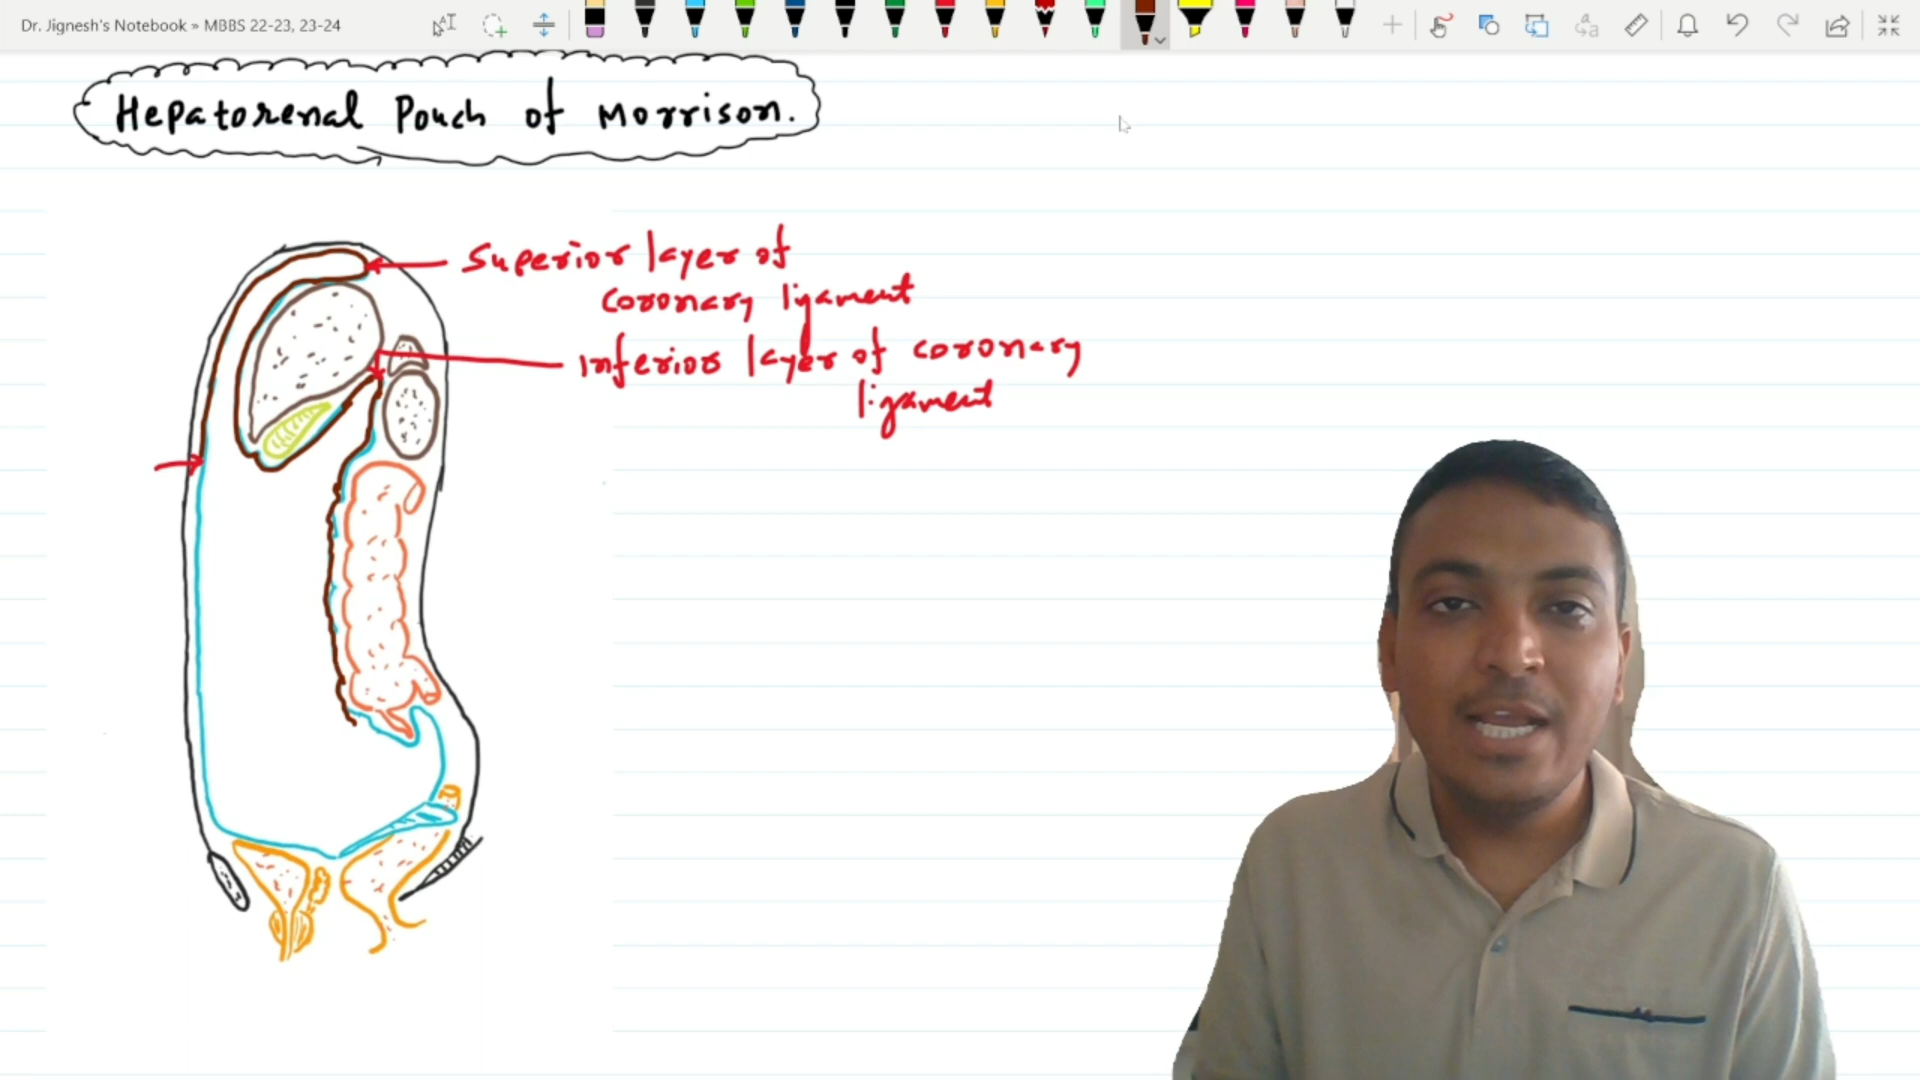 Dr. Jignesh's Notebook » MBBS 22-23, 23-24
Hepatorenal Pouch of Morrison.
Superior layer of
coronary ligament
Inferior layer of coronary
ligament